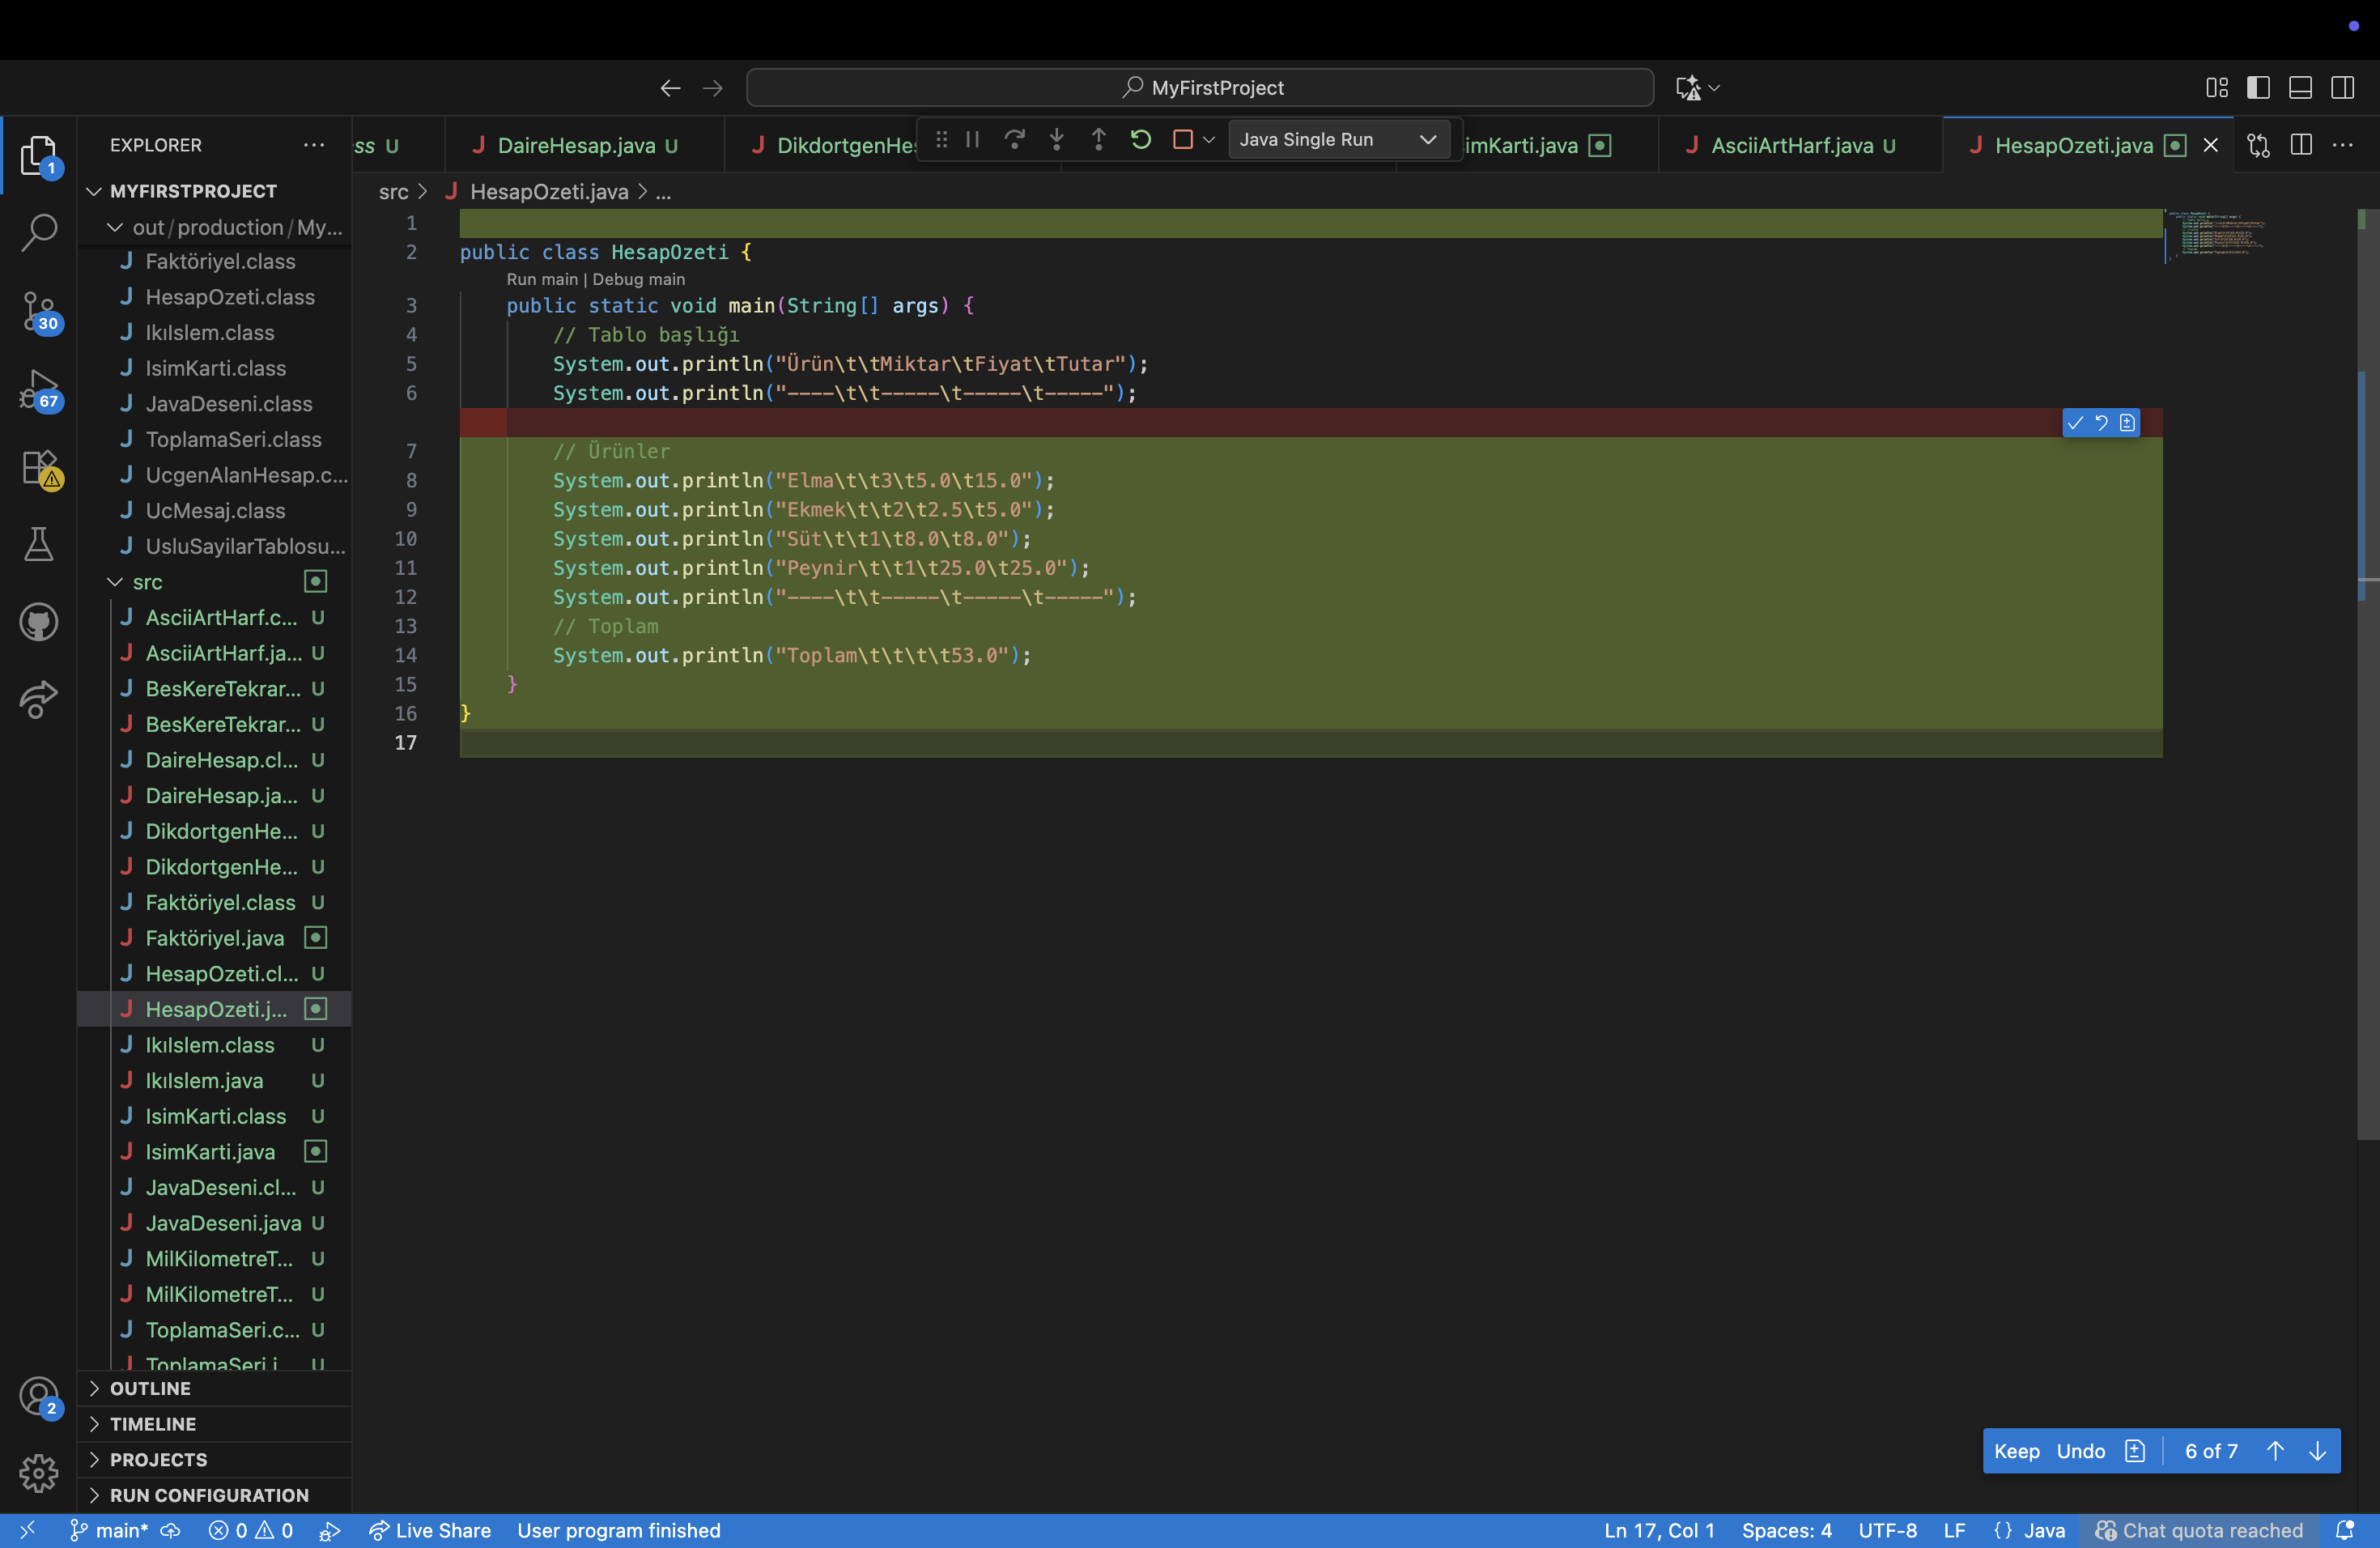 MyFirstProject
EXPLORER
ss U
DaireHesap.java U
DikdortgenHes
Java Single Run
imKarti.java
AsciiArtHarf.java U
HesapOzeti.java
1
MYFIRSTPROJECT
src > HesapOzeti.java > ...
out/production/My...
Faktöriyel.class
HesapOzeti.class
30
IkıIslem.class
IsimKarti.class
67
JavaDeseni.class
ToplamaSeri.class
UcgenAlanHesap.c...
UcMesaj.class
UsluSayilarTablosu...
src
AsciiArtHarf.c... U
AsciiArtHarf.ja... U
BesKereTekrar... U
BesKereTekrar... U
DaireHesap.cl... U
DaireHesap.ja... U
DikdortgenHe... U
DikdortgenHe... U
Faktöriyel.class U
Faktöriyel.java
HesapOzeti.cl... U
HesapOzeti.j...
IkıIslem.class U
IkıIslem.java U
IsimKarti.class U
IsimKarti.java
JavaDeseni.cl... U
JavaDeseni.java U
MilKilometreT... U
MilKilometreT... U
ToplamaSeri.c... U
ToplamaSeri.j... U
OUTLINE
TIMELINE
PROJECTS
RUN CONFIGURATION
2
1
2 public class HesapOzeti {
Run main | Debug main
3 public static void main(String[] args) {
4 // Tablo başlığı
5 System.out.println("Ürün\t\tMiktar\tFiyat\tTutar");
6 System.out.println("----\t\t-----\t-----\t-----");
7 // Ürünler
8 System.out.println("Elma\t\t3\t5.0\t15.0");
9 System.out.println("Ekmek\t\t2\t2.5\t5.0");
10 System.out.println("Süt\t\t1\t8.0\t8.0");
11 System.out.println("Peynir\t\t1\t25.0\t25.0");
12 System.out.println("----\t\t-----\t-----\t-----");
13 // Toplam
14 System.out.println("Toplam\t\t\t\t53.0");
15 }
16 }
17
Keep Undo 6 of 7
main* 0 0 Live Share User program finished
Ln 17, Col 1 Spaces: 4 UTF-8 LF {} Java Chat quota reached